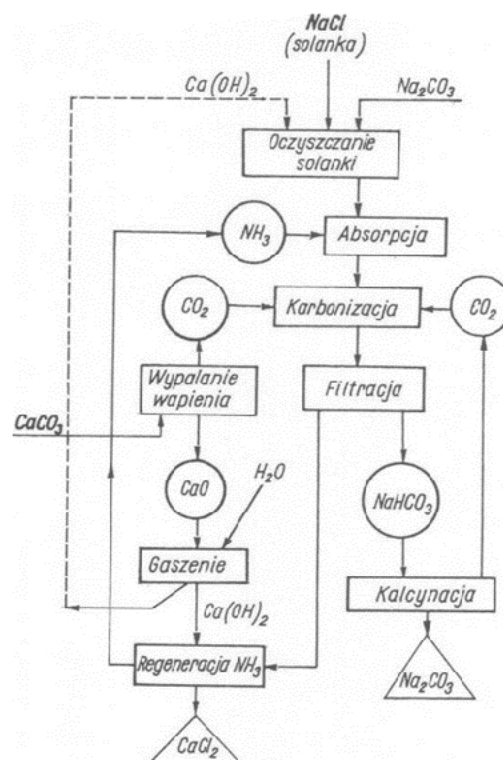 NaCl
(solanka)
Ca(OH)₂
Na₂CO₃
Oczyszczanie
solanki
NH₃
Absorpcja
CO₂
Karbonizacja
CO₂
Wypalanie
wapienia
Filtracja
CaCO₃
CaO
H₂O
NaHCO₃
Gaszenie
Kalcynacja
Ca(OH)₂
Regeneracja NH₃
Na₂CO₃
CaCl₂